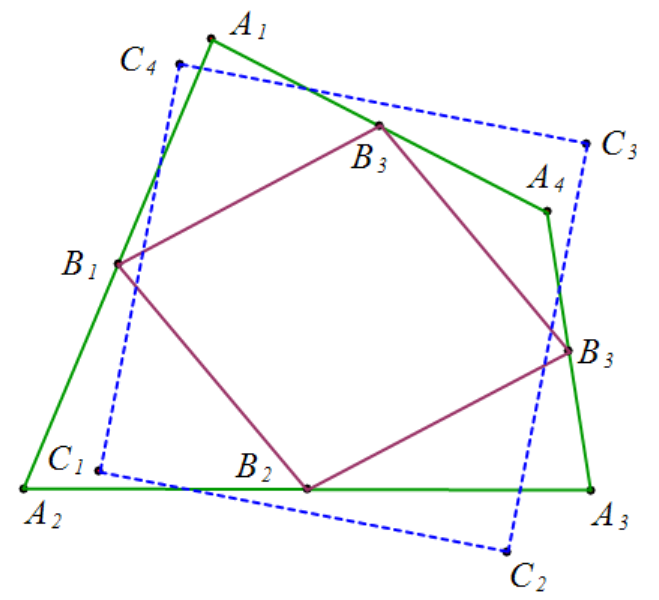 A₁
C₄
C₃
B₃
A₄
B₁
B₃
C₁
B₂
A₂
A₃
C₂